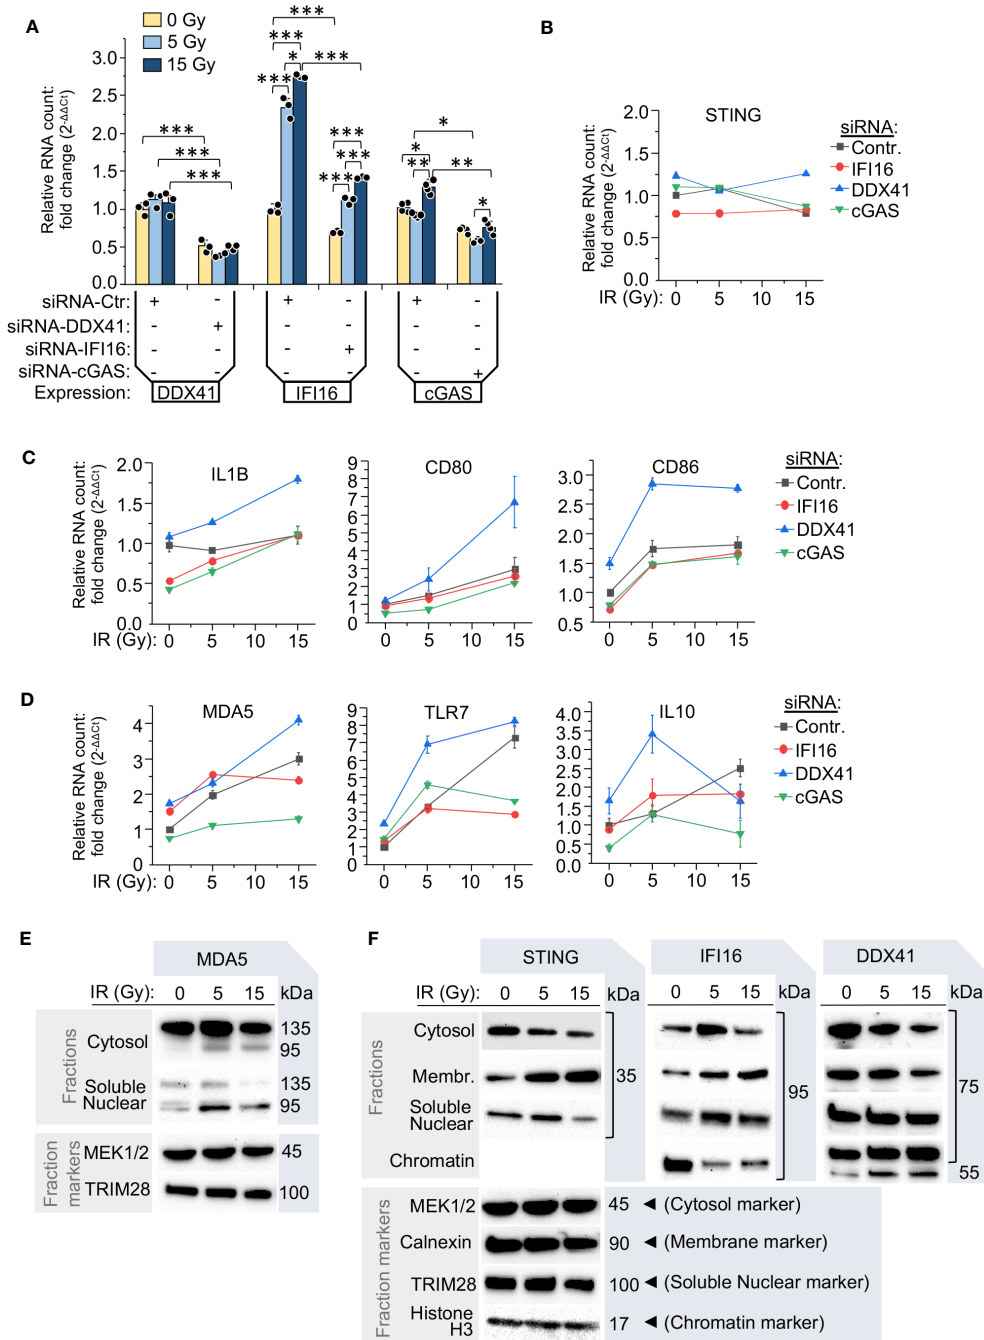 A
0 Gy
5 Gy
15 Gy
Relative RNA count:
fold change (2-ΔΔCt)
3.0
2.5
2.0
1.5
1.0
0.5
0.0
*** *** *** *** *** * *** *** *** *** *** * ** * ** *
siRNA-Ctr: + - + - + -
siRNA-DDX41: - + - - - -
siRNA-IFI16: - - - + - -
siRNA-cGAS: - - - - - +
Expression: DDX41 IFI16 cGAS
B
STING
Relative RNA count:
fold change (2-ΔΔCt)
2.0
1.5
1.0
0.5
0.0
IR (Gy): 0 5 10 15
siRNA:
Contr.
IFI16
DDX41
cGAS
C
Relative RNA count:
fold change (2-ΔΔCt)
IL1B
2.0
1.0
0.5
0.0
IR (Gy): 0 5 10 15
CD80
9
8
7
6
5
4
3
2
1
0
0 5 10 15
CD86
3.0
2.5
2.0
1.5
1.0
0.5
0 5 10 15
siRNA:
Contr.
IFI16
DDX41
cGAS
D
Relative RNA count:
fold change (2-ΔΔCt)
MDA5
4
3
2
1
0
IR (Gy): 0 5 10 15
TLR7
9
8
7
6
5
4
3
2
1
0
0 5 10 15
IL10
4.0
3.5
3.0
2.5
2.0
1.5
1.0
0.5
0.0
0 5 10 15
siRNA:
Contr.
IFI16
DDX41
cGAS
E
MDA5
IR (Gy): 0 5 15 kDa
Fractions
Cytosol
135
95
Soluble
Nuclear
135
95
Fraction
markers
MEK1/2 45
TRIM28 100
F
STING IFI16 DDX41
IR (Gy): 0 5 15 kDa 0 5 15 kDa 0 5 15 kDa
Fractions
Cytosol
Membr.
Soluble
Nuclear
Chromatin
35
95
75
55
Fraction markers
MEK1/2 45 ◄ (Cytosol marker)
Calnexin 90 ◄ (Membrane marker)
TRIM28 100 ◄ (Soluble Nuclear marker)
Histone
H3 17 ◄ (Chromatin marker)